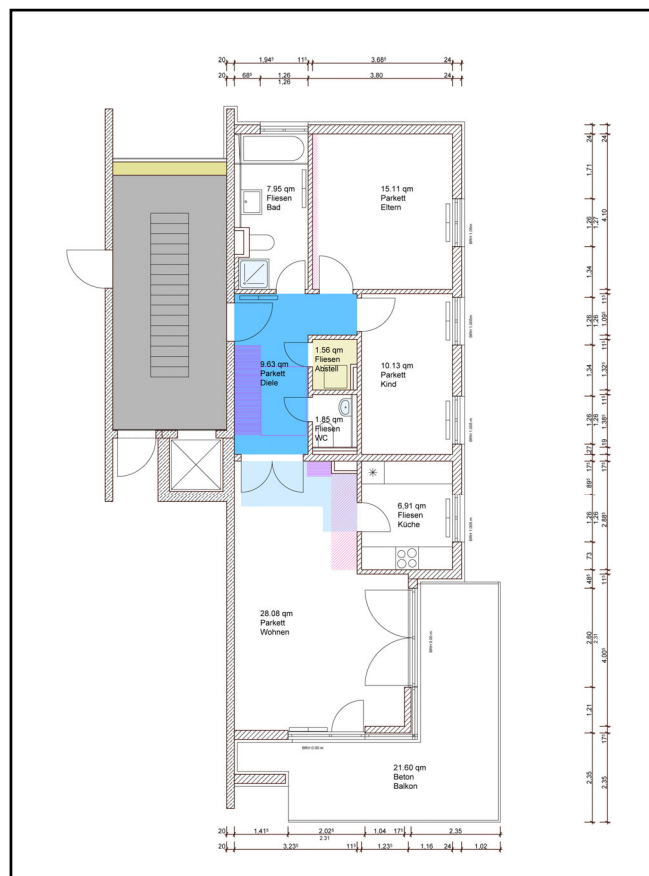 20
1.94⁵
11⁵
3.68⁵
24
68⁵
1.26
1.26
3.80
24
7.95 qm
Fliesen
Bad
15.11 qm
Parkett
Eltern
9.63 qm
Parkett
Diele
1.56 qm
Fliesen
Abstell
10.13 qm
Parkett
Kind
1.85 qm
Fliesen
WC
6,91 qm
Fliesen
Küche
28.08 qm
Parkett
Wohnen
21.60 qm
Beton
Balkon
24
1.71
1.26
1.27
1.34
1.26
1.26
1.34
1.26
1.26
27
89⁵
1.26
1.26
73
48⁵
2.60
2.31
1.21
2.35
24
4.10
11⁵
1.09⁵
11⁵
1.32⁵
11⁵
1.38⁵
19
17⁵
2.88⁵
11⁵
4.00⁵
17⁵
2.35
20
1.41⁵
2.02⁵
2.31
1.04
17⁵
2.35
20
3.23⁵
11⁵
1.23⁵
1.16
24
1.02